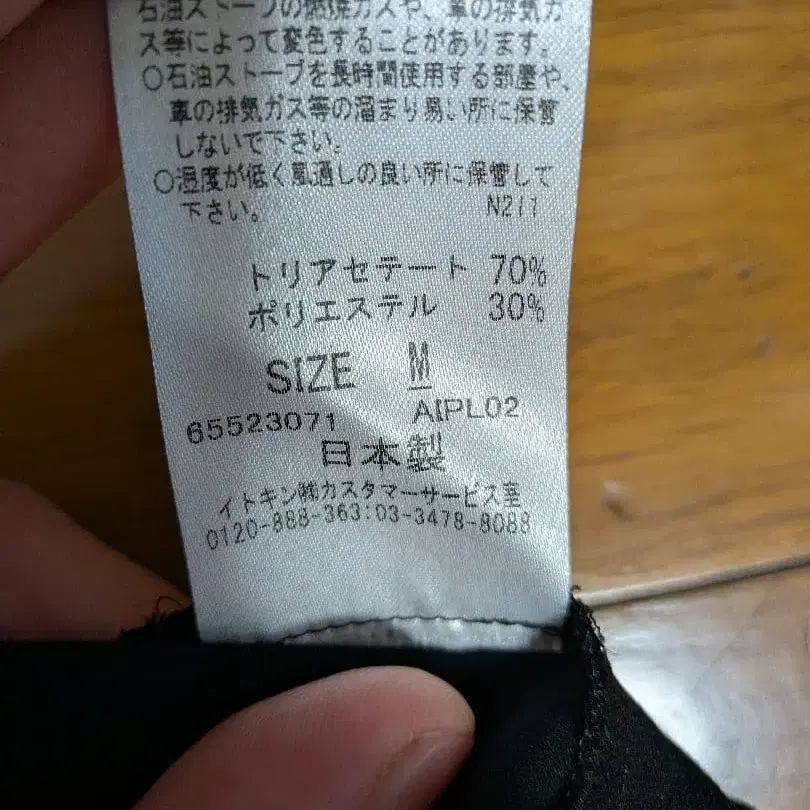 石油ストーブの燃焼ガスや、車の排気ガ
ス等によって変色することがあります。
○石油ストーブを長時間使用する部屋や、
車の排気ガス等の溜まり易い所に保管
しないで下さい。
○湿度が低く風通しの良い所に保管して
下さい。 N211
トリアセテート 70%
ポリエステル 30%
SIZE M
65523071 AIPL02
日本製
イトキン㈱カスタマーサービス室
0120-888-363:03-3478-8088